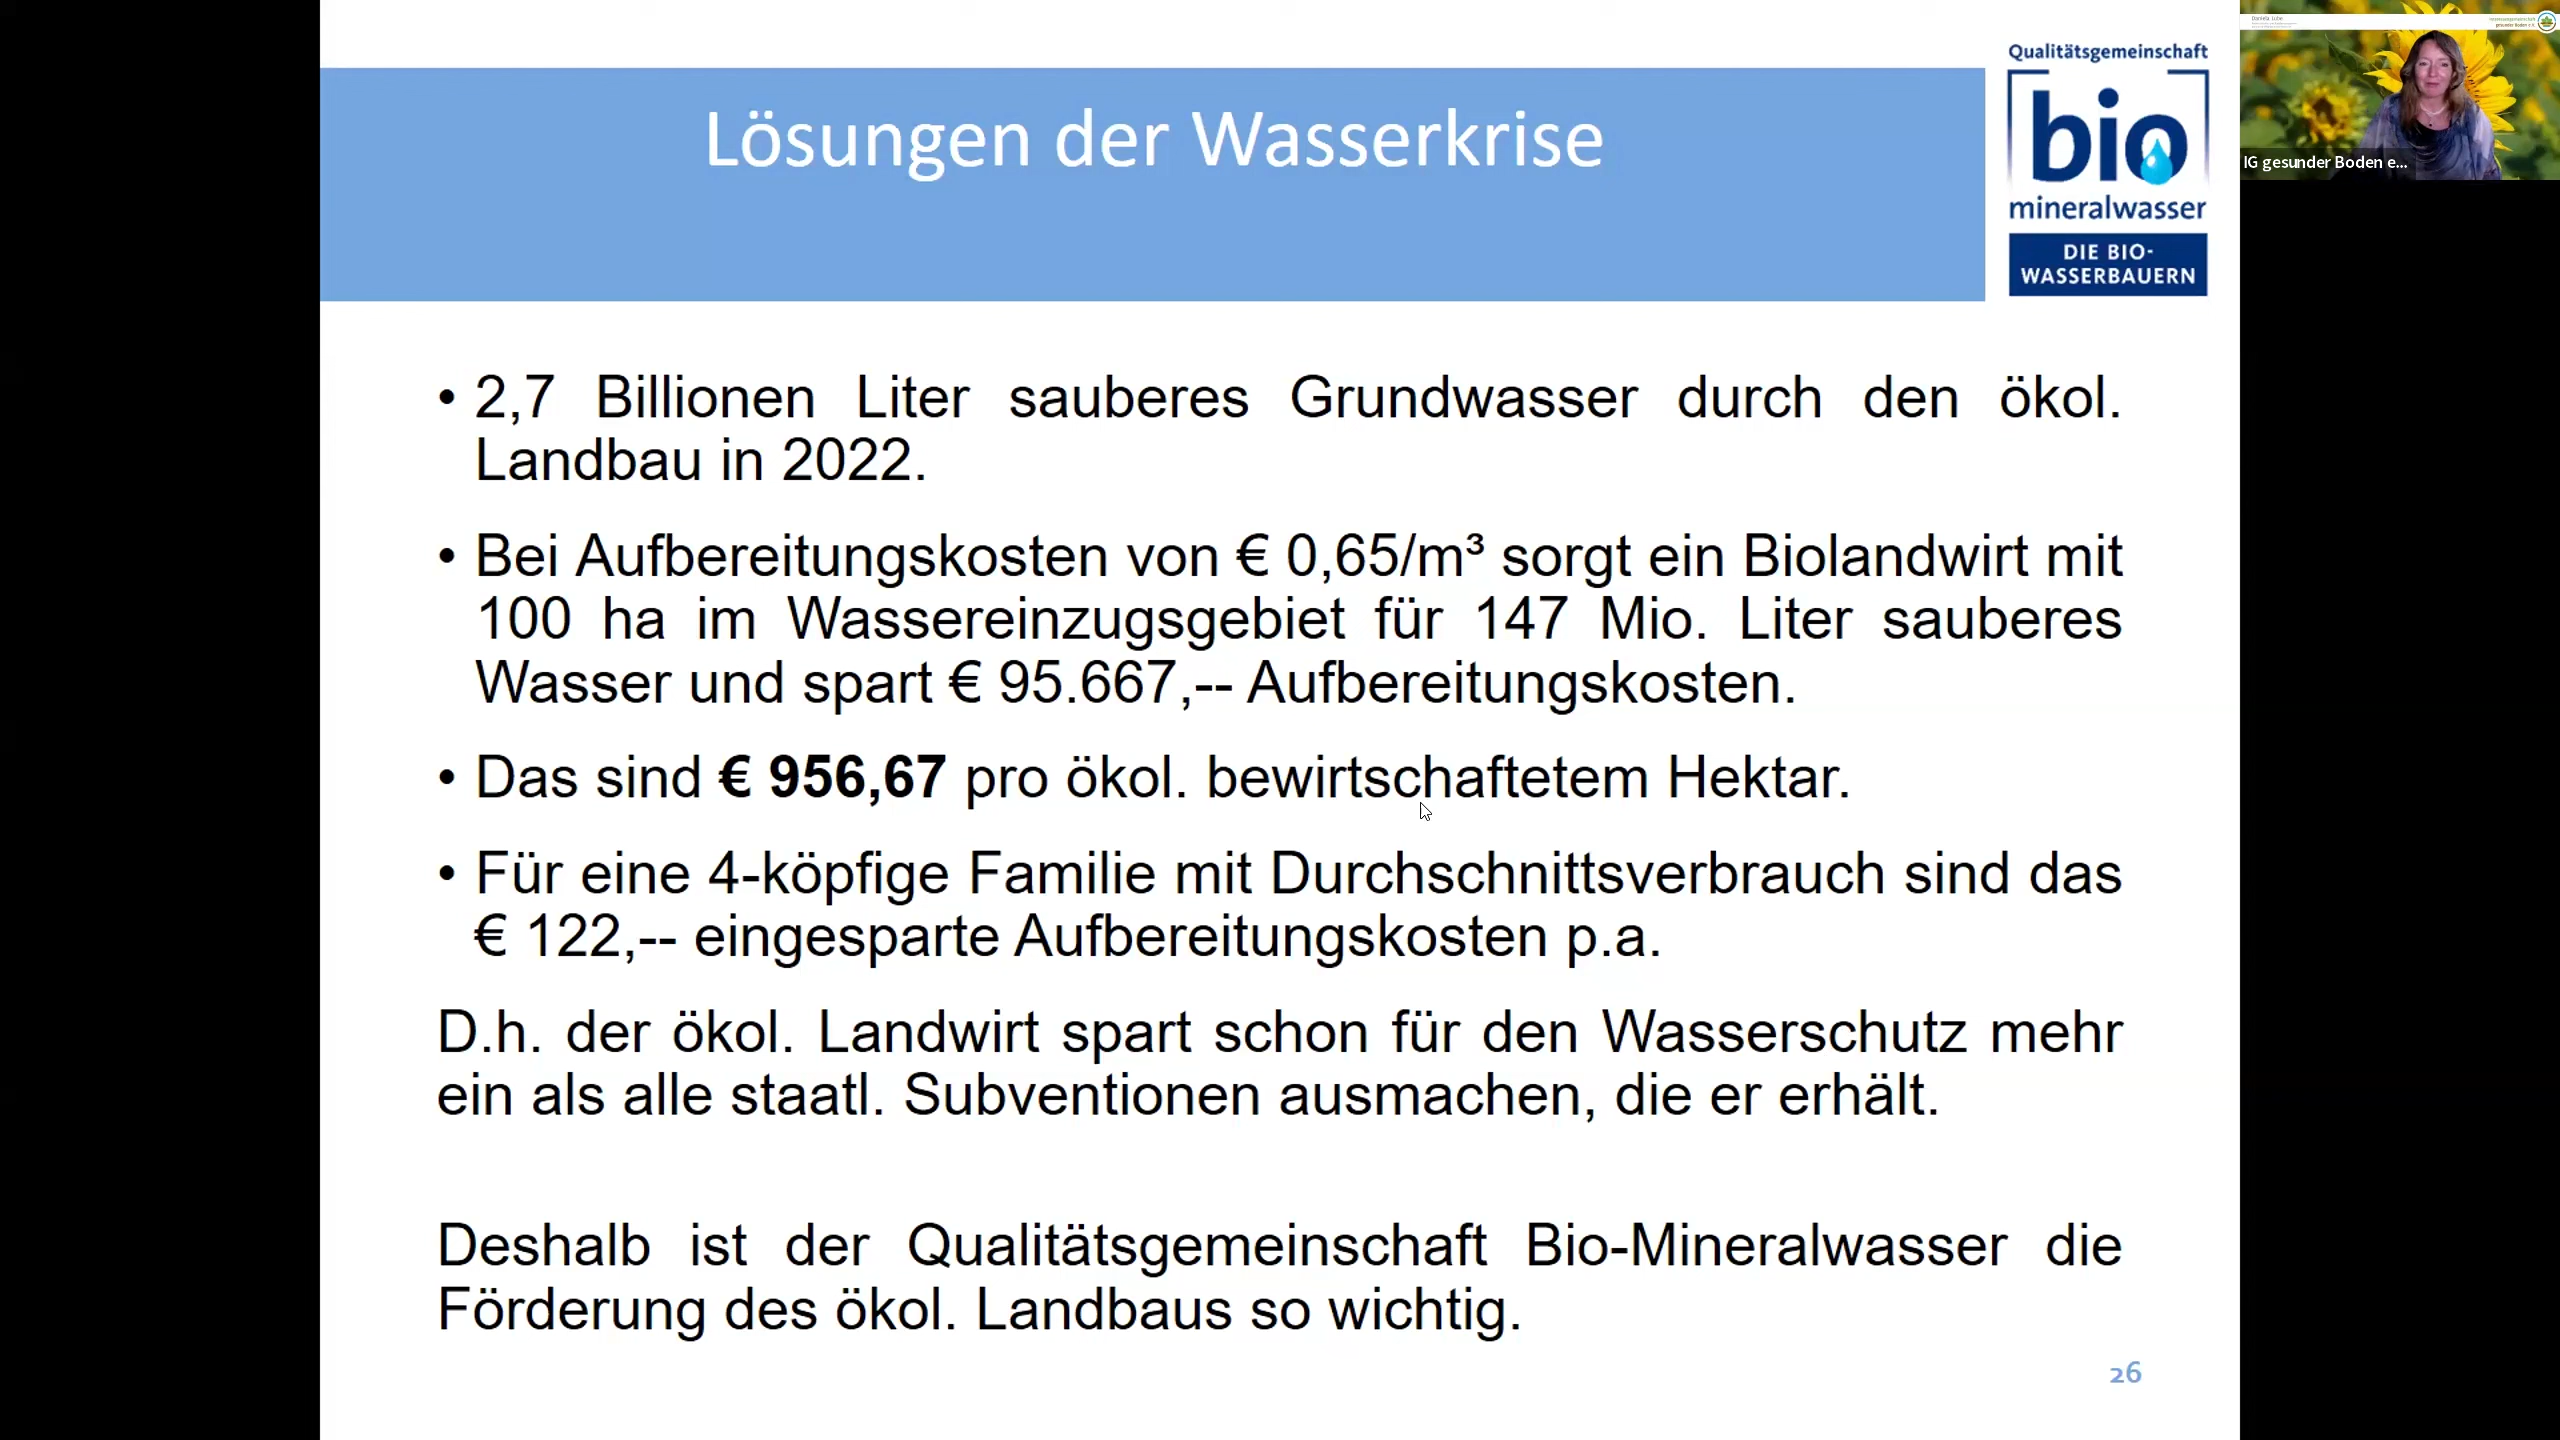 Lösungen der Wasserkrise
Qualitätsgemeinschaft
bio
mineralwasser
DIE BIO-
WASSERBAUERN
IG gesunder Boden e...
• 2,7 Billionen Liter sauberes Grundwasser durch den ökol.
Landbau in 2022.
• Bei Aufbereitungskosten von € 0,65/m³ sorgt ein Biolandwirt mit
100 ha im Wassereinzugsgebiet für 147 Mio. Liter sauberes
Wasser und spart € 95.667,-- Aufbereitungskosten.
• Das sind € 956,67 pro ökol. bewirtschaftetem Hektar.
• Für eine 4-köpfige Familie mit Durchschnittsverbrauch sind das
€ 122,-- eingesparte Aufbereitungskosten p.a.
D.h. der ökol. Landwirt spart schon für den Wasserschutz mehr
ein als alle staatl. Subventionen ausmachen, die er erhält.
Deshalb ist der Qualitätsgemeinschaft Bio-Mineralwasser die
Förderung des ökol. Landbaus so wichtig.
26